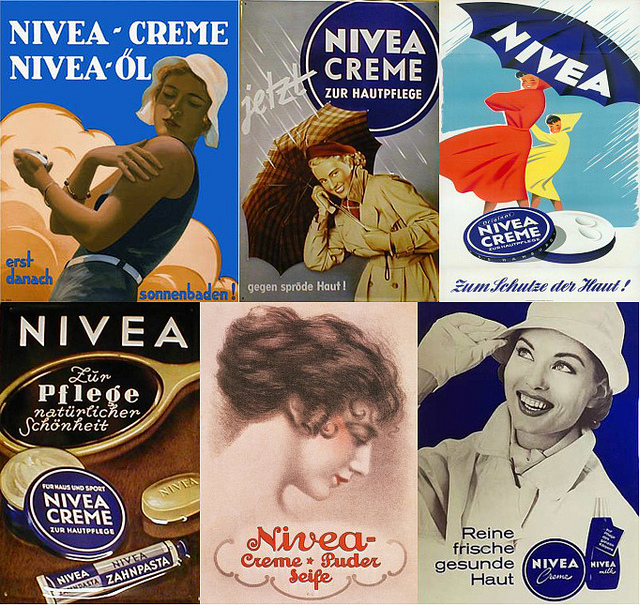 NIVEA-CREME
NIVEA-ÖL
erst
danach
sonnenbaden!
jetzt
NIVEA
CREME
ZUR HAUTPFLEGE
gegen spröde Haut!
NIVEA
Original
NIVEA
CREME
ZUR HAUTPFLEGE
Zum Schutze der Haut!
NIVEA
Zur
Pflege
natürlicher
Schönheit
FÜR HAUS UND SPORT
NIVEA
CREME
ZUR HAUTPFLEGE
NIVEA
NIVEA
ZAHNPASTA
NIVEA
ZAHNPASTA
Nivea-
Creme * Puder
Seife
Reine
frische
gesunde
Haut
NIVEA
Creme
NIVEA
milk